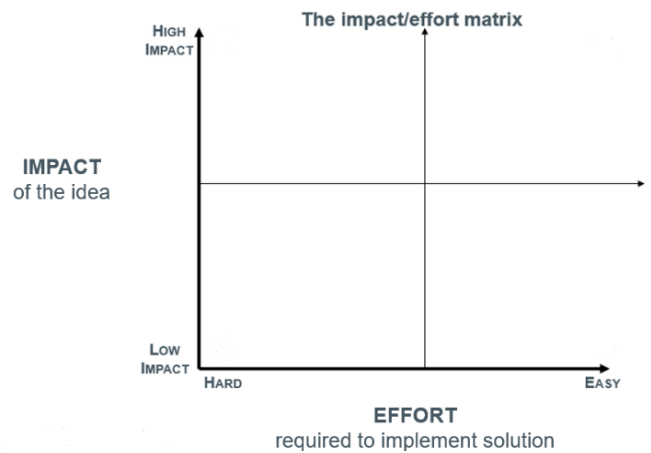 The impact/effort matrix
HIGH
IMPACT
IMPACT
of the idea
LOW
IMPACT
HARD
EASY
EFFORT
required to implement solution